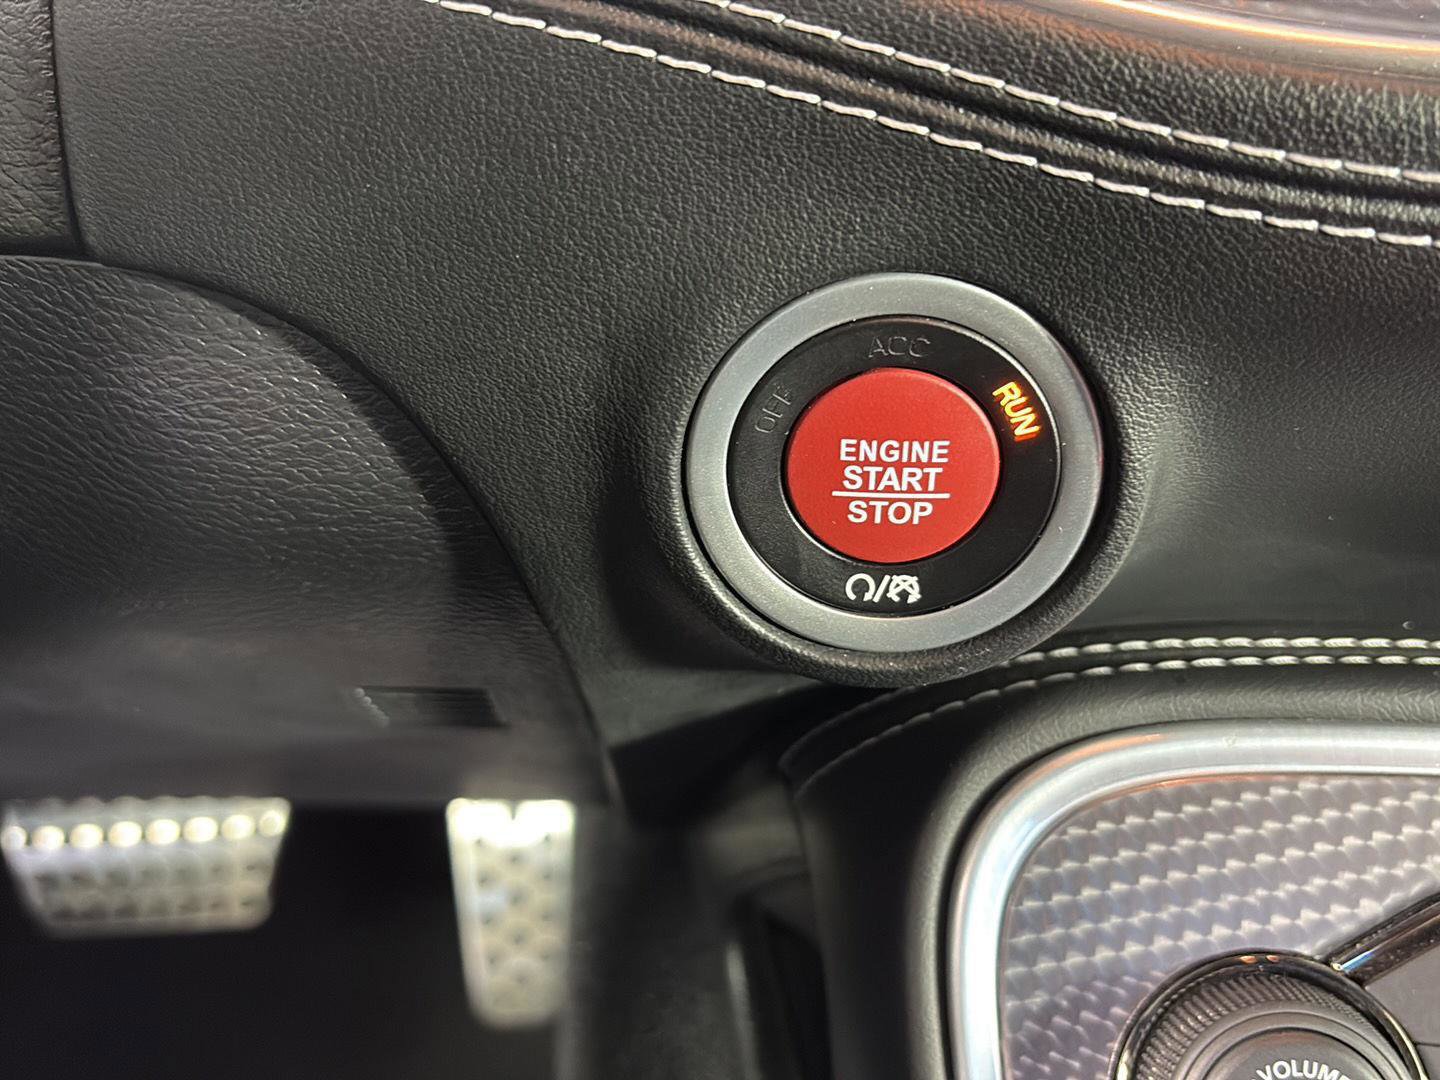 ACC
OFF
RUN
ENGINE
START
STOP
VOLUME